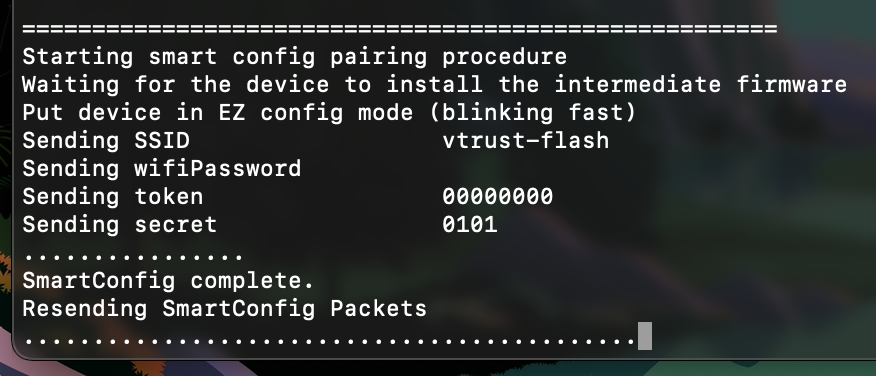 ======================================================
Starting smart config pairing procedure
Waiting for the device to install the intermediate firmware
Put device in EZ config mode (blinking fast)
Sending SSID                  vtrust-flash
Sending wifiPassword
Sending token                 00000000
Sending secret                0101
................
SmartConfig complete.
Resending SmartConfig Packets
............................................